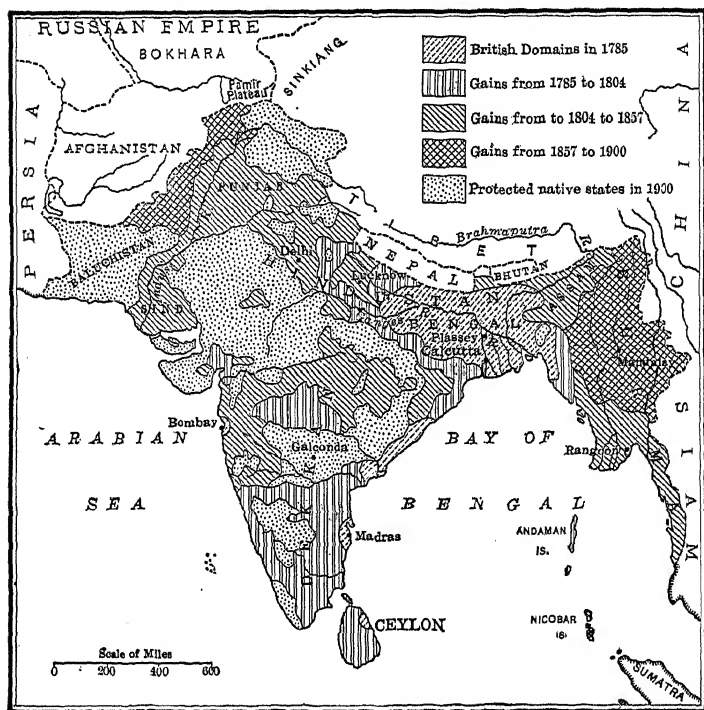 RUSSIAN EMPIRE
BOKHARA
SINKIANG
Pamir
Plateau
PERSIA
AFGHANISTAN
CHINA
British Domains in 1785
Gains from 1785 to 1804
Gains from to 1804 to 1857
Gains from 1857 to 1900
Protected native states in 1900
PUNJAB
BALUCHISTAN
SIND
TIBET
Brahmaputra
NEPAL
BHUTAN
ASSAM
Delhi
Lucknow
BENGAL
Plassey
Calcutta
Mandalay
Bombay
Golconda
Rangoon
ARABIAN
SEA
BAY OF
BENGAL
SIAM
Madras
ANDAMAN
IS.
NICOBAR
IS
CEYLON
SUMATRA
Scale of Miles
0 200 400 600